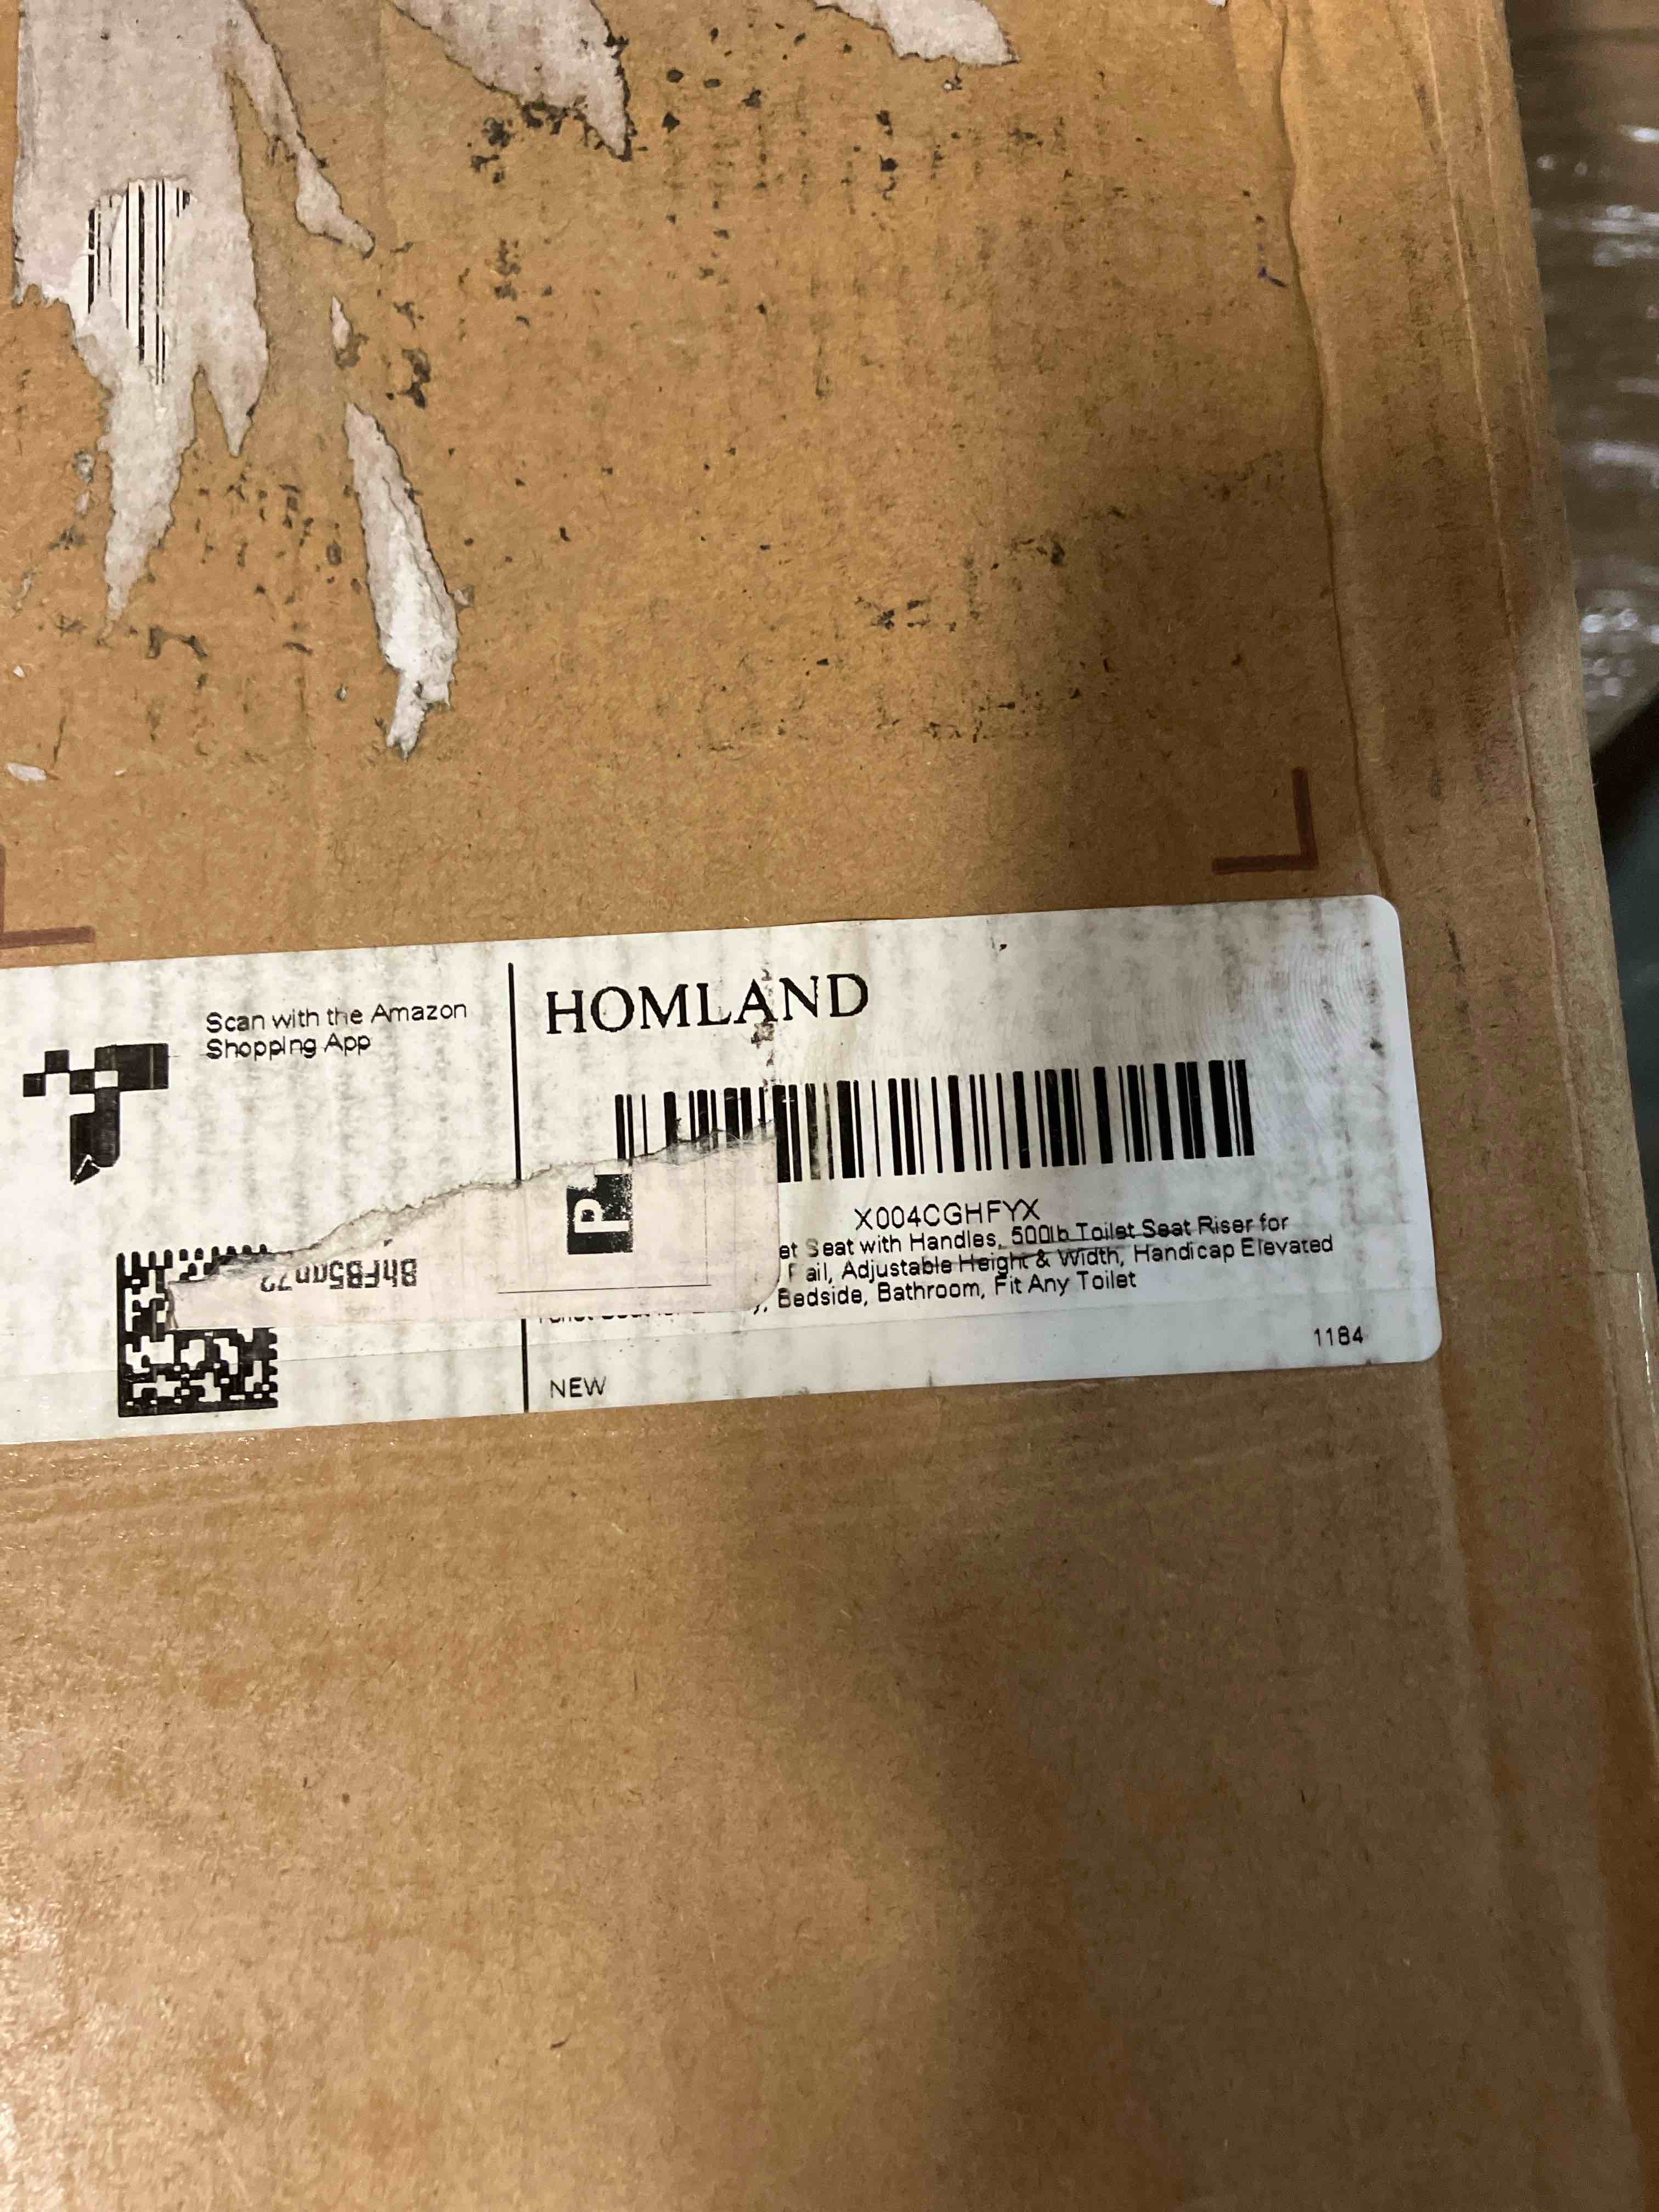 Scan with the Amazon
Shopping App
HOMLAND
X004CGHFYX
et Seat with Handles, 500lb Toilet Seat Riser for
ail, Adjustable Height & Width, Handicap Elevated
Bedside, Bathroom, Fit Any Toilet
1184
NEW
P